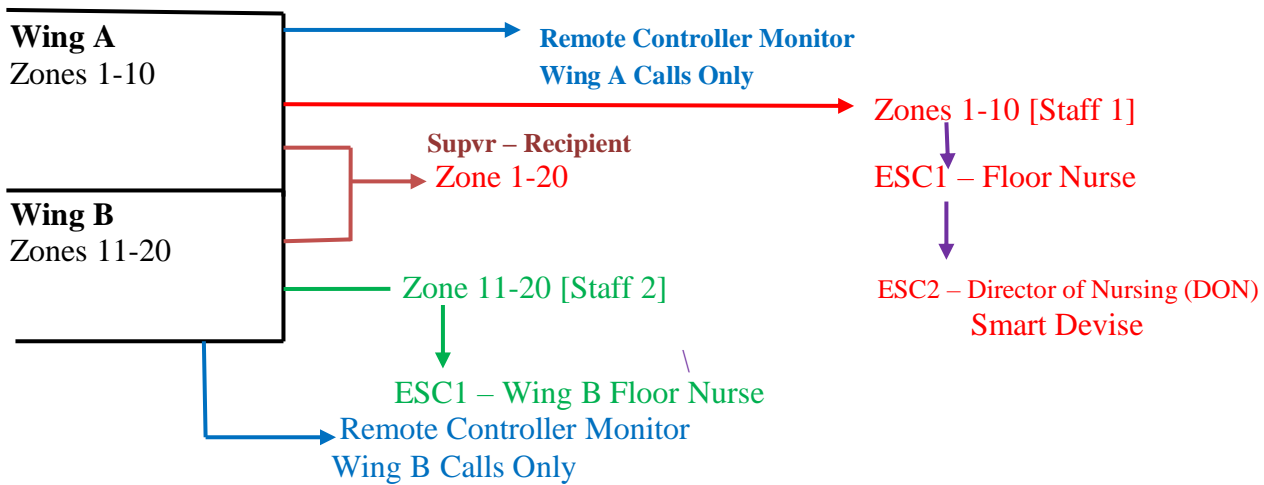 Wing A
Zones 1-10
Remote Controller Monitor
Wing A Calls Only
Zones 1-10 [Staff 1]
Supvr – Recipient
Zone 1-20
ESC1 – Floor Nurse
Wing B
Zones 11-20
Zone 11-20 [Staff 2]
ESC2 – Director of Nursing (DON)
Smart Devise
\
ESC1 – Wing B Floor Nurse
Remote Controller Monitor
Wing B Calls Only